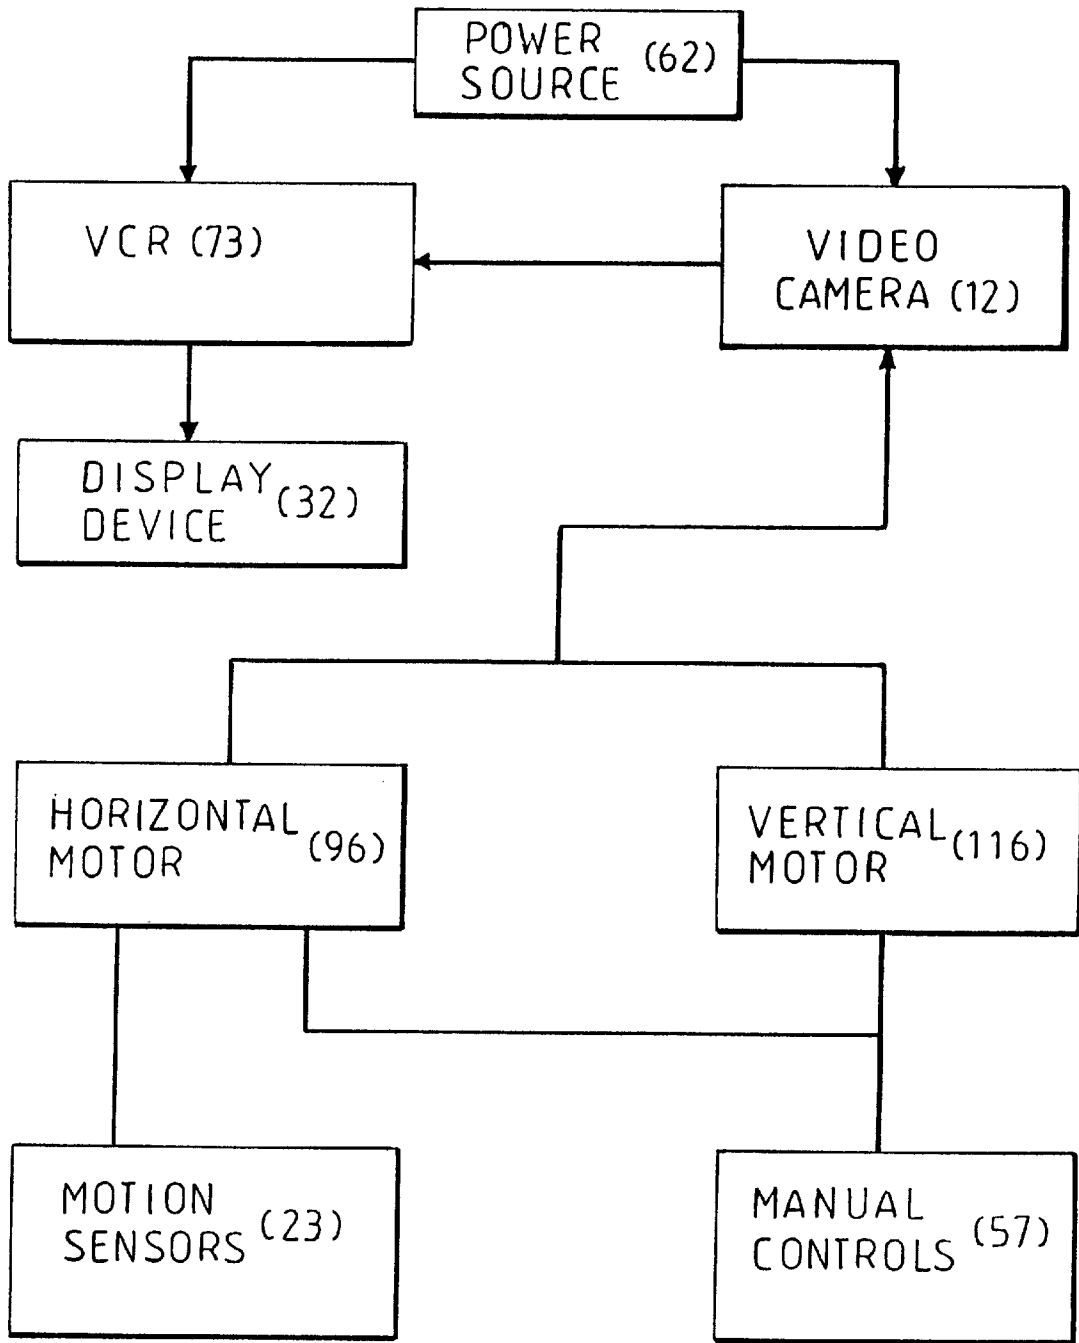 POWER
SOURCE (62)
VCR (73)
VIDEO
CAMERA (12)
DISPLAY
DEVICE (32)
HORIZONTAL
MOTOR (96)
VERTICAL
MOTOR (116)
MOTION
SENSORS (23)
MANUAL
CONTROLS (57)